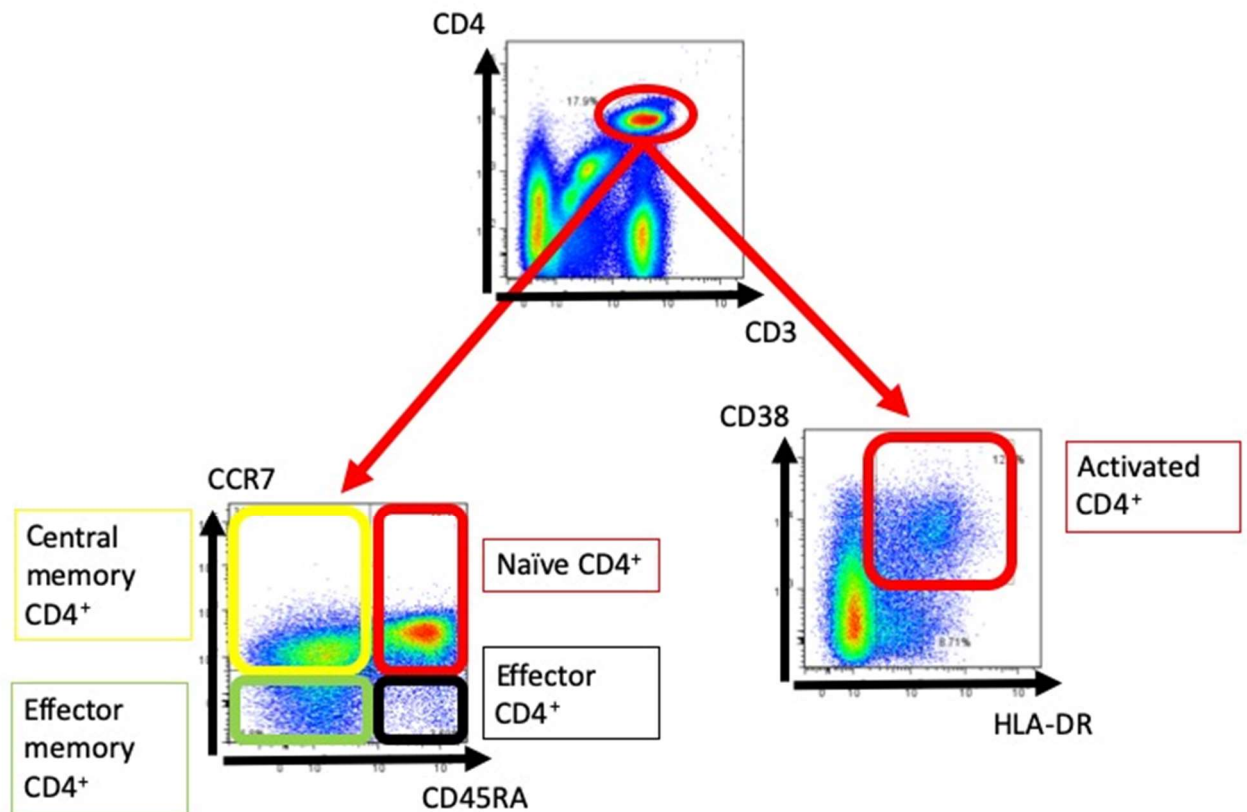 CD4
17.9%
CD3
CD38
CCR7
Activated
CD4⁺
Central
memory
CD4⁺
Naïve CD4⁺
8.71%
Effector
CD4⁺
Effector
memory
CD4⁺
HLA-DR
CD45RA